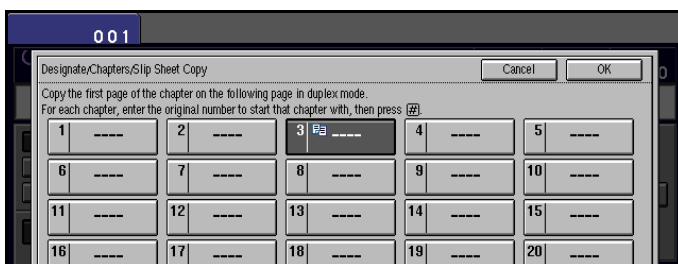 001
Designate/Chapters/Slip Sheet Copy Cancel OK
Copy the first page of the chapter on the following page in duplex mode.
For each chapter, enter the original number to start that chapter with, then press #.
1 ---- 2 ---- 3 ---- 4 ---- 5 ----
6 ---- 7 ---- 8 ---- 9 ---- 10 ----
11 ---- 12 ---- 13 ---- 14 ---- 15 ----
16 ---- 17 ---- 18 ---- 19 ---- 20 ----